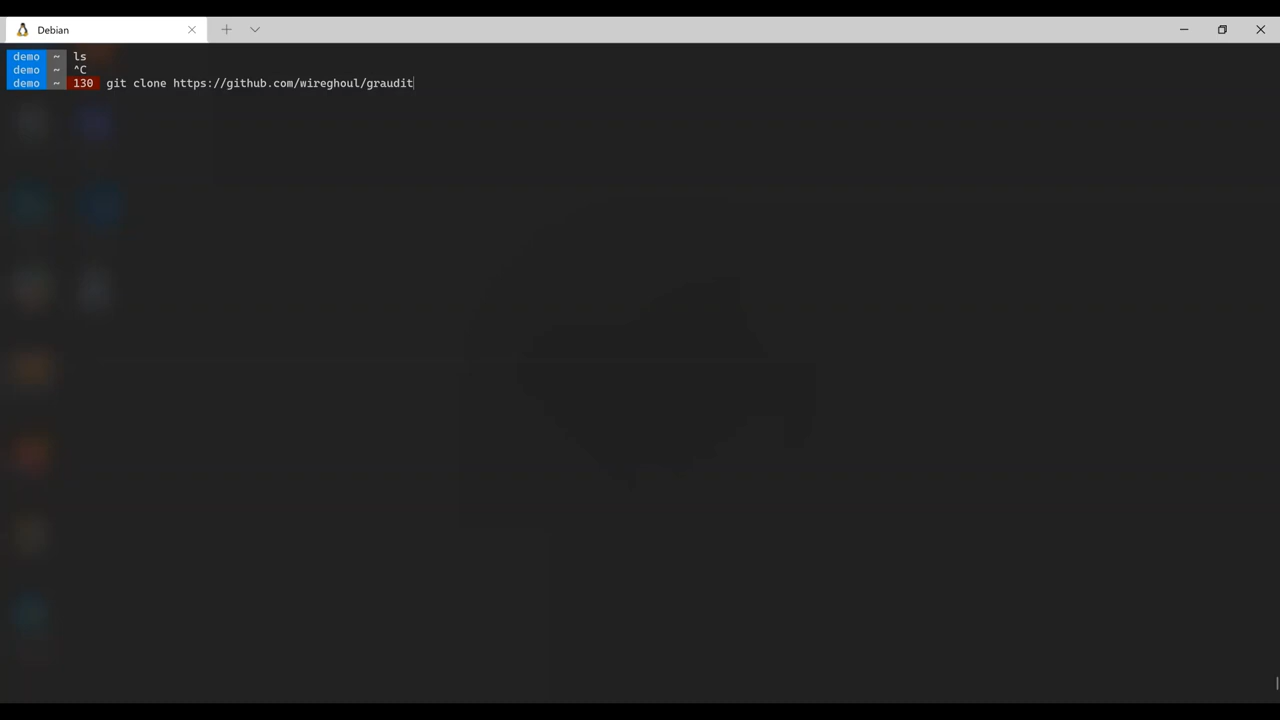 Debian
demo ~ ls
demo ~ ^C
demo ~ 130 git clone https://github.com/wireghoul/graudit